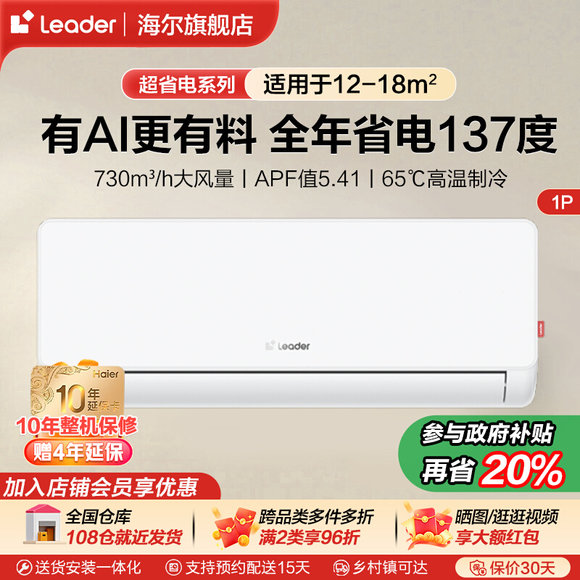 Leader | 海尔旗舰店
超省电系列 适用于12-18m²
有AI更有料 全年省电137度
730m³/h大风量 | APF值5.41 | 65℃高温制冷
1P
Leader
Haier
10年
延保卡
10年整机保修
赠4年延保
参与政府补贴
再省20%
加入店铺会员享优惠
全国仓库
108仓就近发货
跨品类多件多折
满2类享96折
晒图/逛逛视频
享大额红包
送货安装一体化 支持预约配送15天 乡村镇可达 保价30天